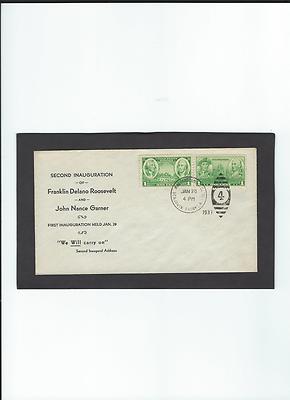 SECOND INAUGURATION
— OF —
Franklin Delano Roosevelt
— AND —
John Nance Garner
FIRST INAUGURATION HELD JAN. 20
"We Will carry on"
Second Inaugural Address
JAN 20
4 PM
1937
4